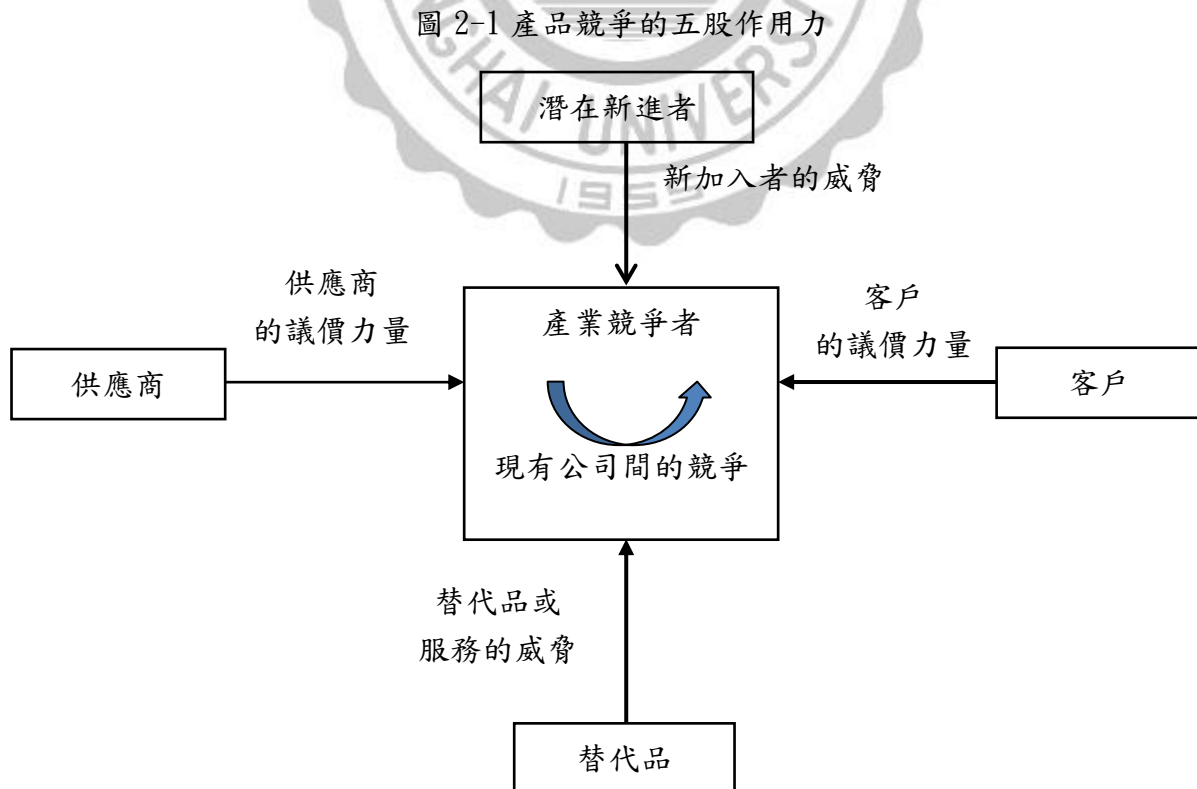 圖 2-1 產品競爭的五股作用力
潛在新進者
新加入者的威脅
供應商
的議價力量
產業競爭者
客戶
的議價力量
供應商
客戶
現有公司間的競爭
替代品或
服務的威脅
替代品
UNIVERS
1955